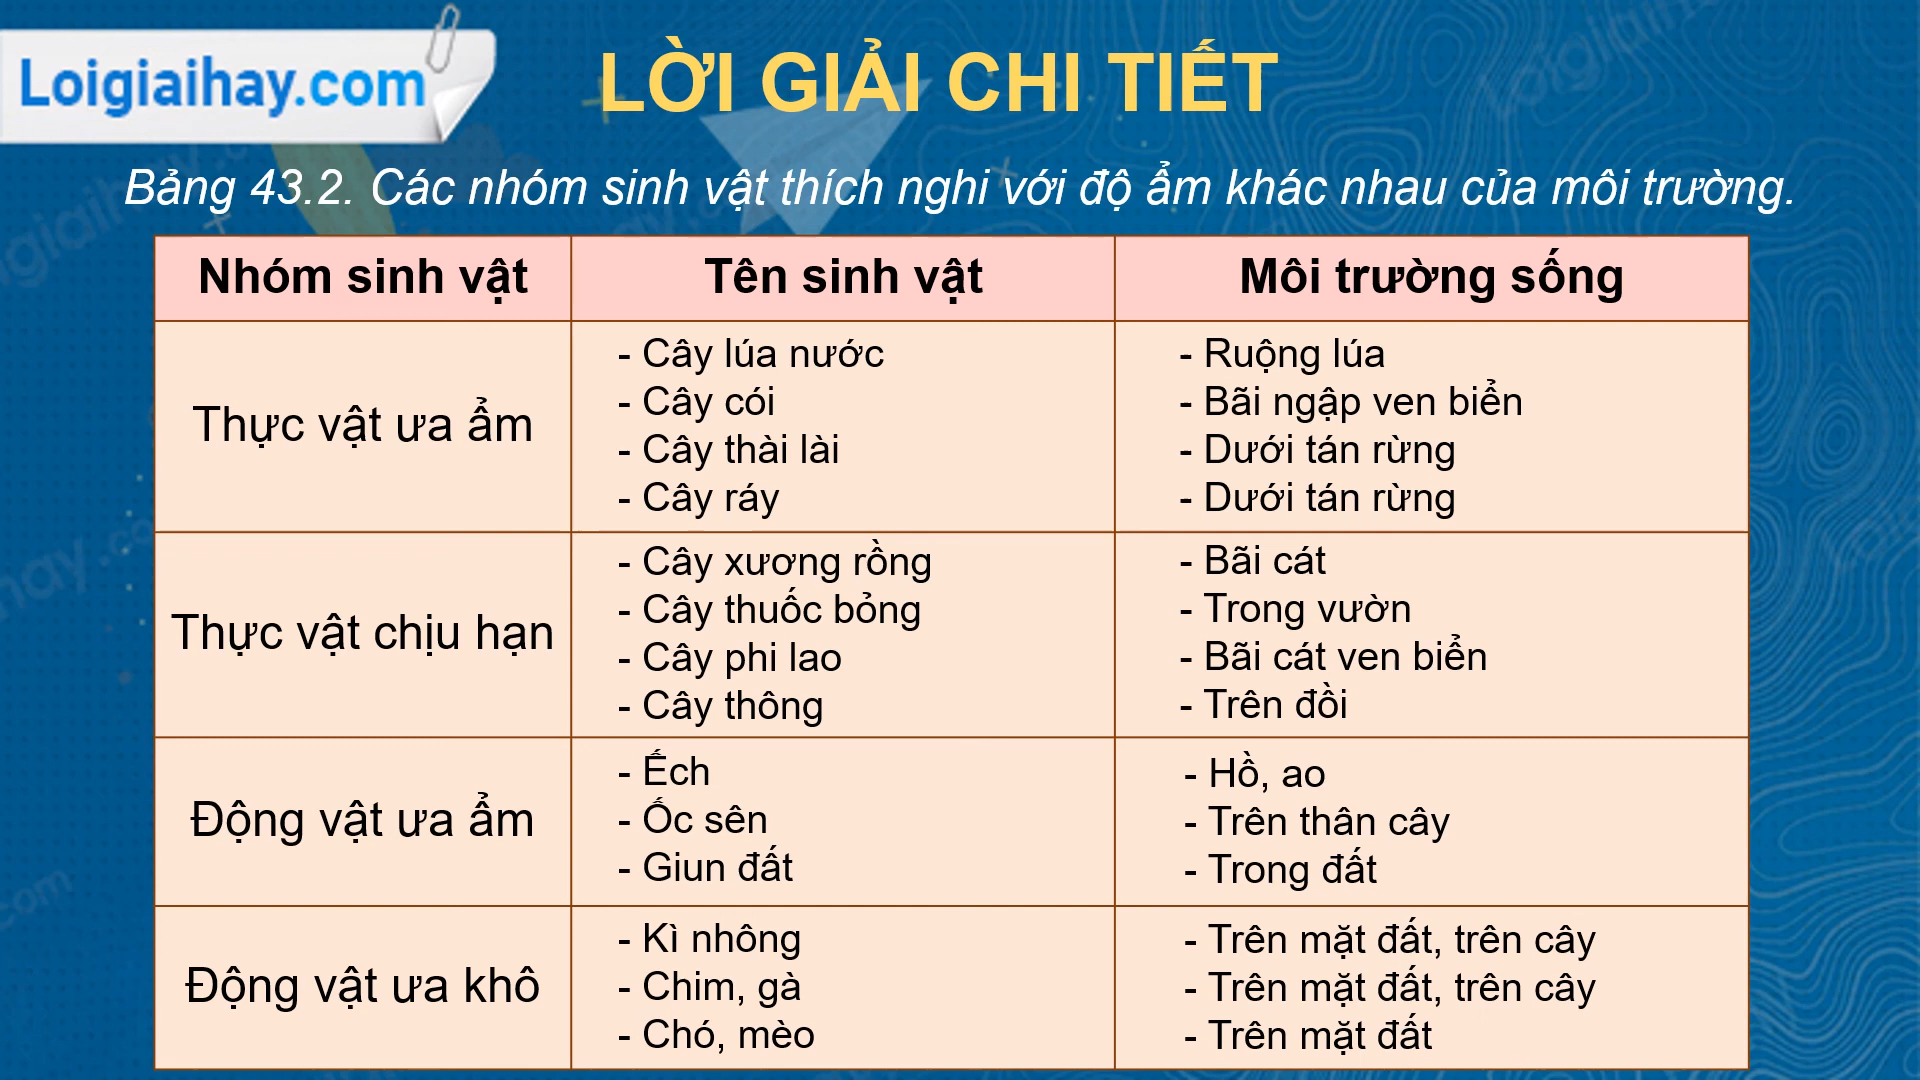 Loigiaihay.com
LỜI GIẢI CHI TIẾT
Bảng 43.2. Các nhóm sinh vật thích nghi với độ ẩm khác nhau của môi trường.
Nhóm sinh vật
Tên sinh vật
Môi trường sống
Thực vật ưa ẩm
- Cây lúa nước
- Cây cói
- Cây thài lài
- Cây ráy
- Ruộng lúa
- Bãi ngập ven biển
- Dưới tán rừng
- Dưới tán rừng
Thực vật chịu hạn
- Cây xương rồng
- Cây thuốc bỏng
- Cây phi lao
- Cây thông
- Bãi cát
- Trong vườn
- Bãi cát ven biển
- Trên đồi
Động vật ưa ẩm
- Ếch
- Ốc sên
- Giun đất
- Hồ, ao
- Trên thân cây
- Trong đất
Động vật ưa khô
- Kì nhông
- Chim, gà
- Chó, mèo
- Trên mặt đất, trên cây
- Trên mặt đất, trên cây
- Trên mặt đất